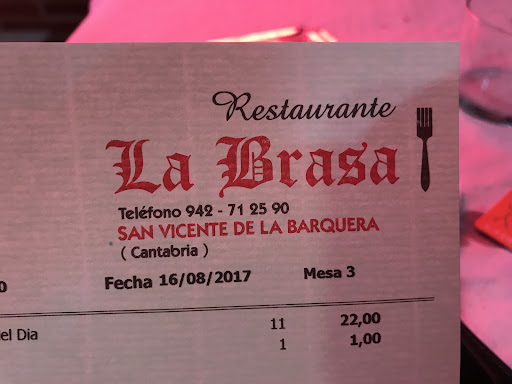 Restaurante
La Brasa
Teléfono 942 - 71 25 90
SAN VICENTE DE LA BARQUERA
( Cantabria )
0 Fecha 16/08/2017 Mesa 3
11 22,00
el Dia 1 1,00